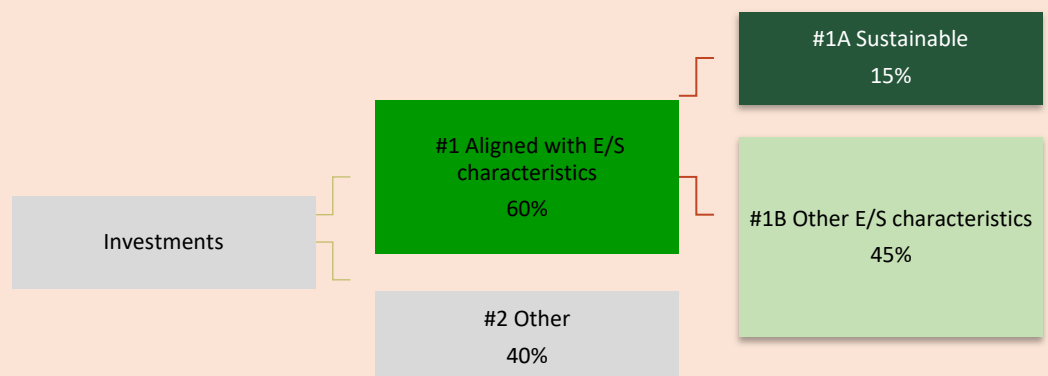 Investments
#1 Aligned with E/S
characteristics
60%
#2 Other
40%
#1A Sustainable
15%
#1B Other E/S characteristics
45%